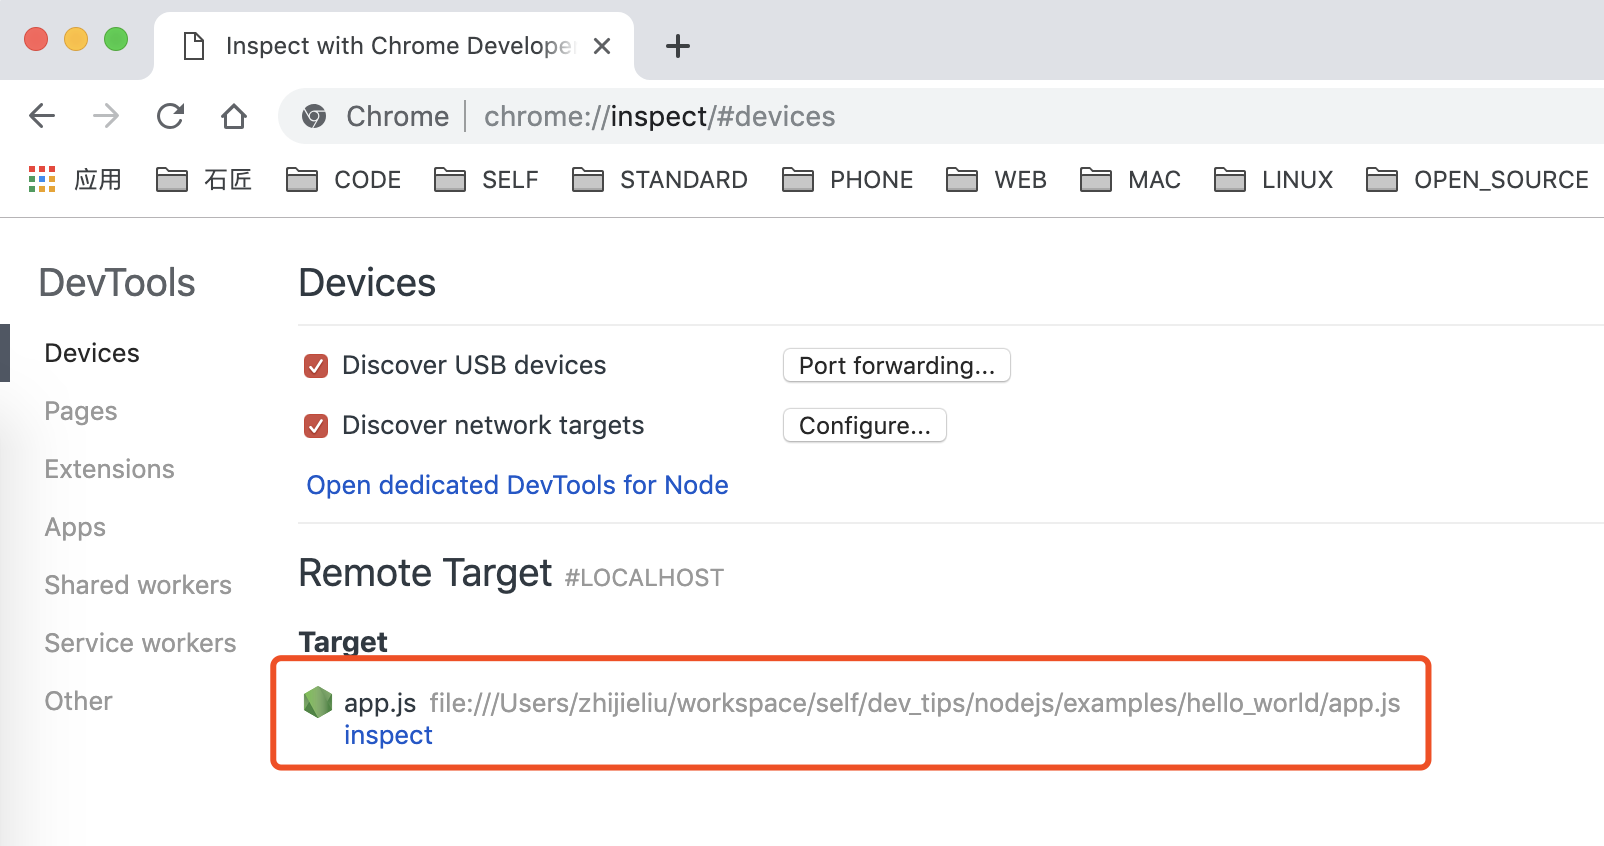 Inspect with Chrome Develope
Chrome | chrome://inspect/#devices
应用 石匠 CODE SELF STANDARD PHONE WEB MAC LINUX OPEN_SOURCE
DevTools
Devices
Pages
Extensions
Apps
Shared workers
Service workers
Other
Devices
Discover USB devices Port forwarding...
Discover network targets Configure...
Open dedicated DevTools for Node
Remote Target #LOCALHOST
Target
app.js file:///Users/zhijieliu/workspace/self/dev_tips/nodejs/examples/hello_world/app.js
inspect